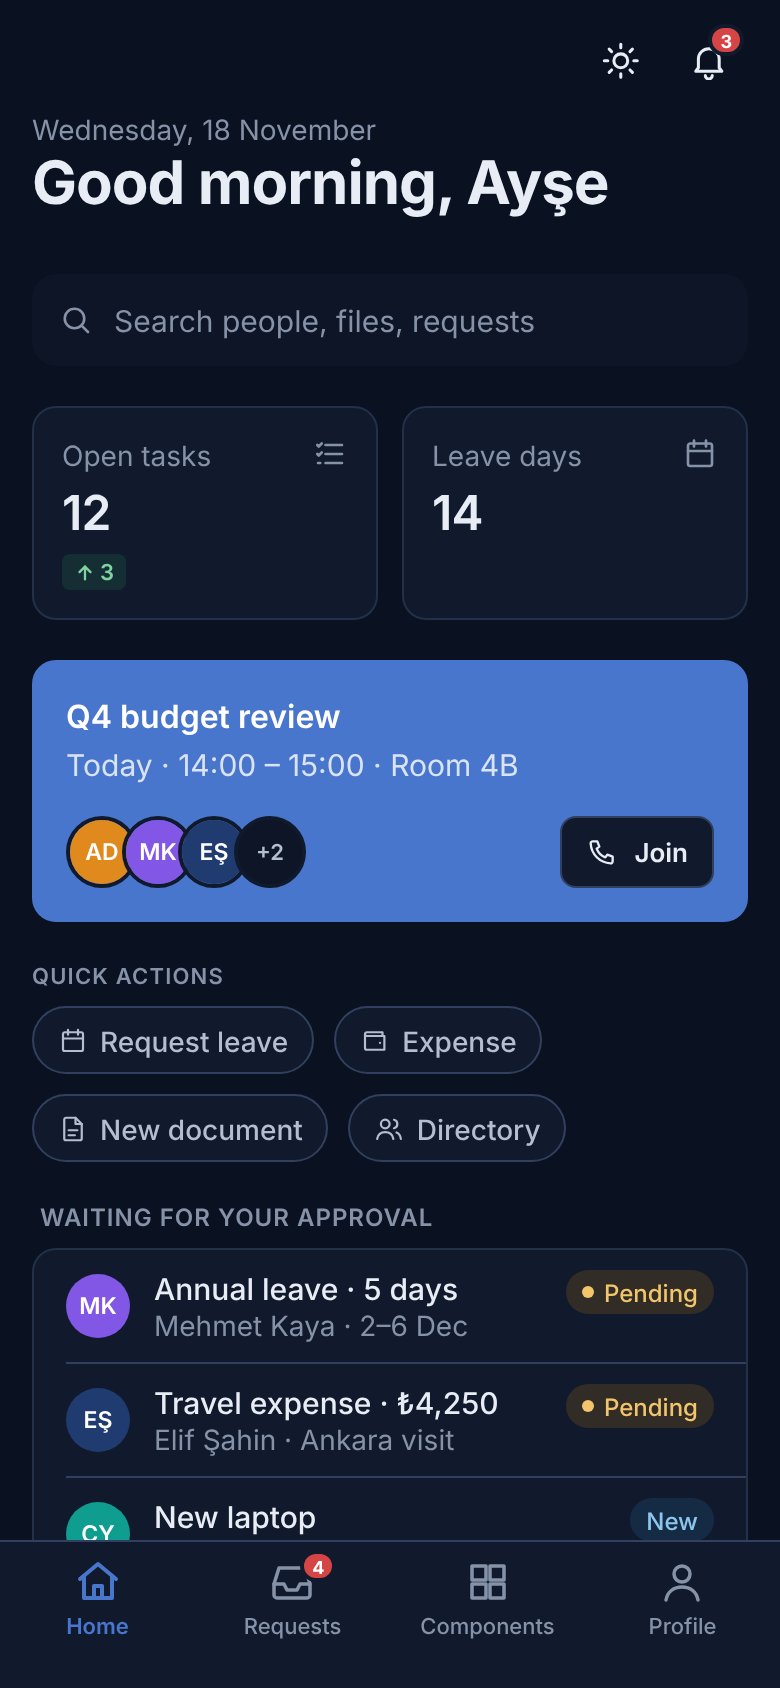 3
Wednesday, 18 November
Good morning, Ayşe
Search people, files, requests
Open tasks
12
3
Leave days
14
Q4 budget review
Today · 14:00 – 15:00 · Room 4B
AD MK EŞ +2
Join
QUICK ACTIONS
Request leave
Expense
New document
Directory
WAITING FOR YOUR APPROVAL
MK
Annual leave · 5 days
Mehmet Kaya · 2–6 Dec
Pending
EŞ
Travel expense · ₺4,250
Elif Şahin · Ankara visit
Pending
CY
New laptop
New
Home
4
Requests
Components
Profile